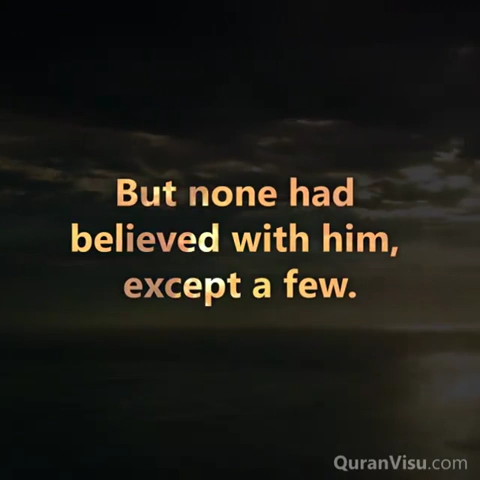 But none had
believed with him,
except a few.
QuranVisu.com